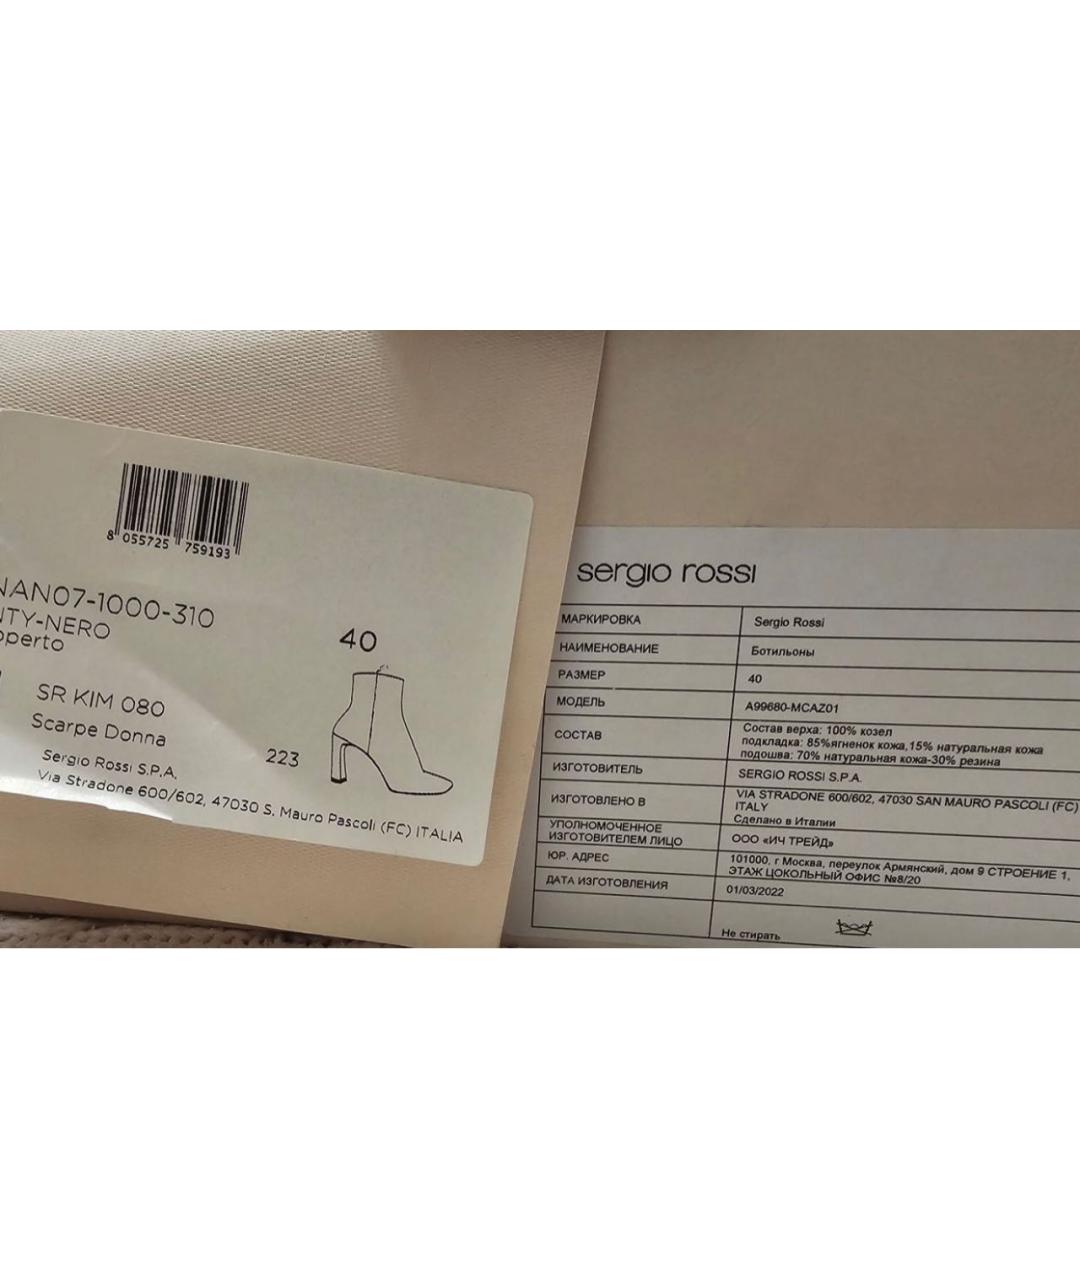 8 055725 759193
NAN07-1000-310
NTY-NERO
operto
40
SR KIM 080
Scarpe Donna
223
Sergio Rossi S.P.A.
Via Stradone 600/602, 47030 S. Mauro Pascoli (FC) ITALIA
sergio rossi
МАРКИРОВКА Sergio Rossi
НАИМЕНОВАНИЕ Ботильоны
РАЗМЕР 40
МОДЕЛЬ A99680-MCAZ01
СОСТАВ Состав верха: 100% козел
подкладка: 85%ягненок кожа,15% натуральная кожа
подошва: 70% натуральная кожа-30% резина
ИЗГОТОВИТЕЛЬ SERGIO ROSSI S.P.A.
ИЗГОТОВЛЕНО В VIA STRADONE 600/602, 47030 SAN MAURO PASCOLI (FC)
ITALY
Сделано в Италии
УПОЛНОМОЧЕННОЕ
ИЗГОТОВИТЕЛЕМ ЛИЦО ООО «ИЧ ТРЕЙД»
ЮР. АДРЕС 101000, г Москва, переулок Армянский, дом 9 СТРОЕНИЕ 1,
ЭТАЖ ЦОКОЛЬНЫЙ ОФИС №8/20
ДАТА ИЗГОТОВЛЕНИЯ 01/03/2022
Не стирать